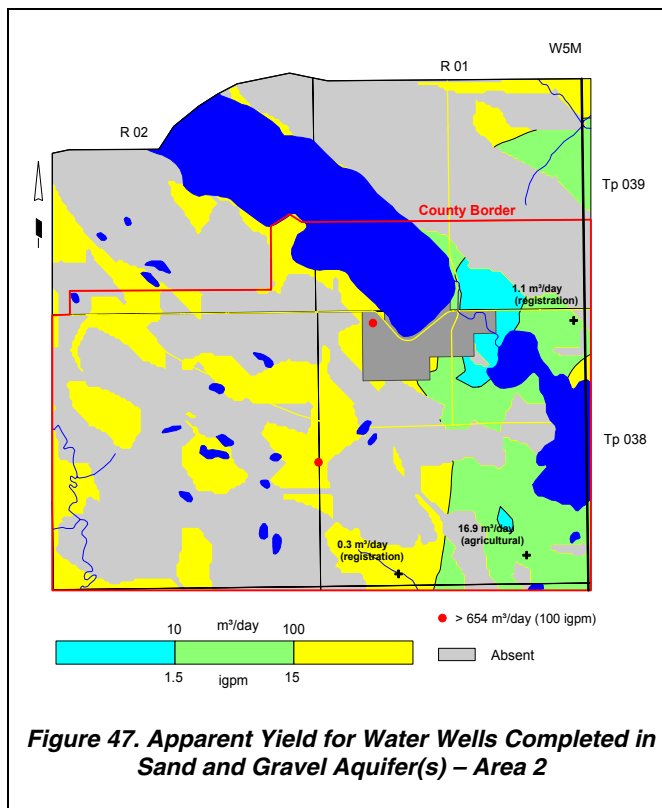 W5M
R 01
R 02
Tp 039
County Border
1.1 m³/day
(registration)
Tp 038
16.9 m³/day
(agricultural)
0.3 m³/day
(registration)
10 m³/day 100
1.5 igpm 15
> 654 m³/day (100 igpm)
Absent
Figure 47. Apparent Yield for Water Wells Completed in
Sand and Gravel Aquifer(s) – Area 2